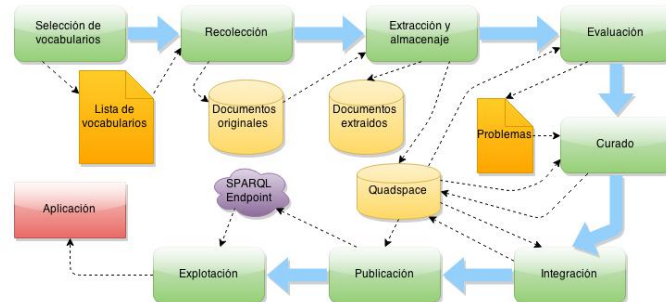 Selección de
vocabularios
Recolección
Extracción y
almacenaje
Evaluación
Lista de
vocabularios
Documentos
originales
Documentos
extraidos
Problemas
Curado
SPARQL
Endpoint
Quadspace
Aplicación
Explotación
Publicación
Integración